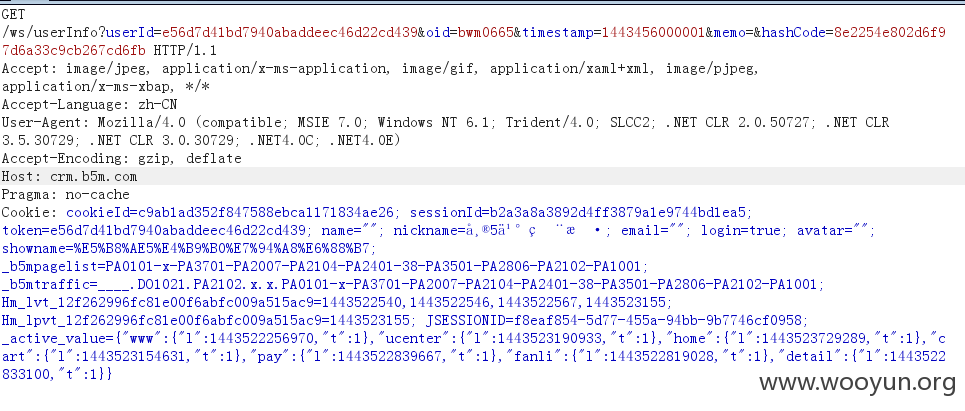 GET
/ws/userInfo?userId=e56d7d41bd7940abaddeec46d22cd439&oid=bwm0665&timestamp=1443456000001&memo=&hashCode=8e2254e802d6f9
7d6a33c9cb267cd6fb HTTP/1.1
Accept: image/jpeg, application/x-ms-application, image/gif, application/xaml+xml, image/pjpeg,
application/x-ms-xbap, */*
Accept-Language: zh-CN
User-Agent: Mozilla/4.0 (compatible; MSIE 7.0; Windows NT 6.1; Trident/4.0; SLCC2; .NET CLR 2.0.50727; .NET CLR
3.5.30729; .NET CLR 3.0.30729; .NET4.0C; .NET4.0E)
Accept-Encoding: gzip, deflate
Host: crm.b5m.com
Pragma: no-cache
Cookie: cookieId=c9ab1ad352f847588ebca1171834ae26; sessionId=b2a3a8a3892d4ff3879a1e9744bd1ea5;
token=e56d7d41bd7940abaddeec46d22cd439; name=""; nickname=; email=""; login=true; avatar="";
showname=%E5%B8%AE5%E4%B9%B0%E7%94%A8%E6%88%B7;
_b5mpagelist=PA0101-x-PA3701-PA2007-PA2104-PA2401-38-PA3501-PA2806-PA2102-PA1001;
_b5mtraffic=____.DO1021.PA2102.x.x.PA0101-x-PA3701-PA2007-PA2104-PA2401-38-PA3501-PA2806-PA2102-PA1001;
Hm_lvt_12f262996fc81e00f6abfc009a515ac9=1443522540,1443522546,1443522567,1443523155;
Hm_lpvt_12f262996fc81e00f6abfc009a515ac9=1443523155; JSESSIONID=f8eaf854-5d77-455a-94bb-9b7746cf0958;
_active_value={"www":{"l":1443522256970,"t":1},"ucenter":{"l":1443523190933,"t":1},"home":{"l":1443523729289,"t":1},"c
art":{"l":1443523154631,"t":1},"pay":{"l":1443522839667,"t":1},"fanli":{"l":1443522819028,"t":1},"detail":{"l":1443522
833100,"t":1}}
www.wooyun.org